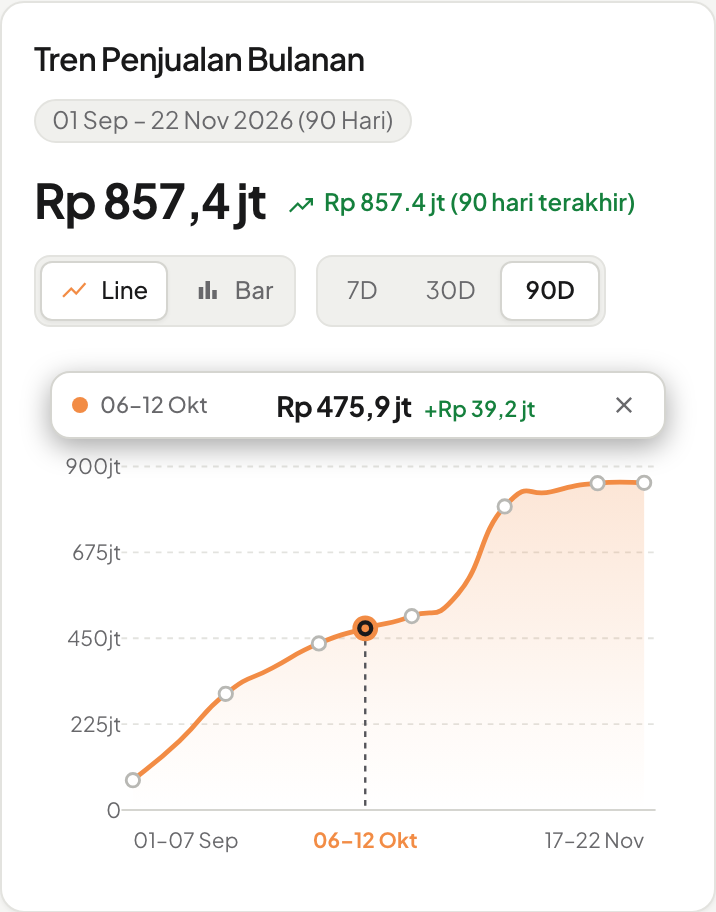 Tren Penjualan Bulanan
01 Sep – 22 Nov 2026 (90 Hari)
Rp 857,4 jt Rp 857.4 jt (90 hari terakhir)
Line Bar 7D 30D 90D
06–12 Okt Rp 475,9 jt +Rp 39,2 jt
900jt
675jt
450jt
225jt
0
01–07 Sep 06–12 Okt 17–22 Nov